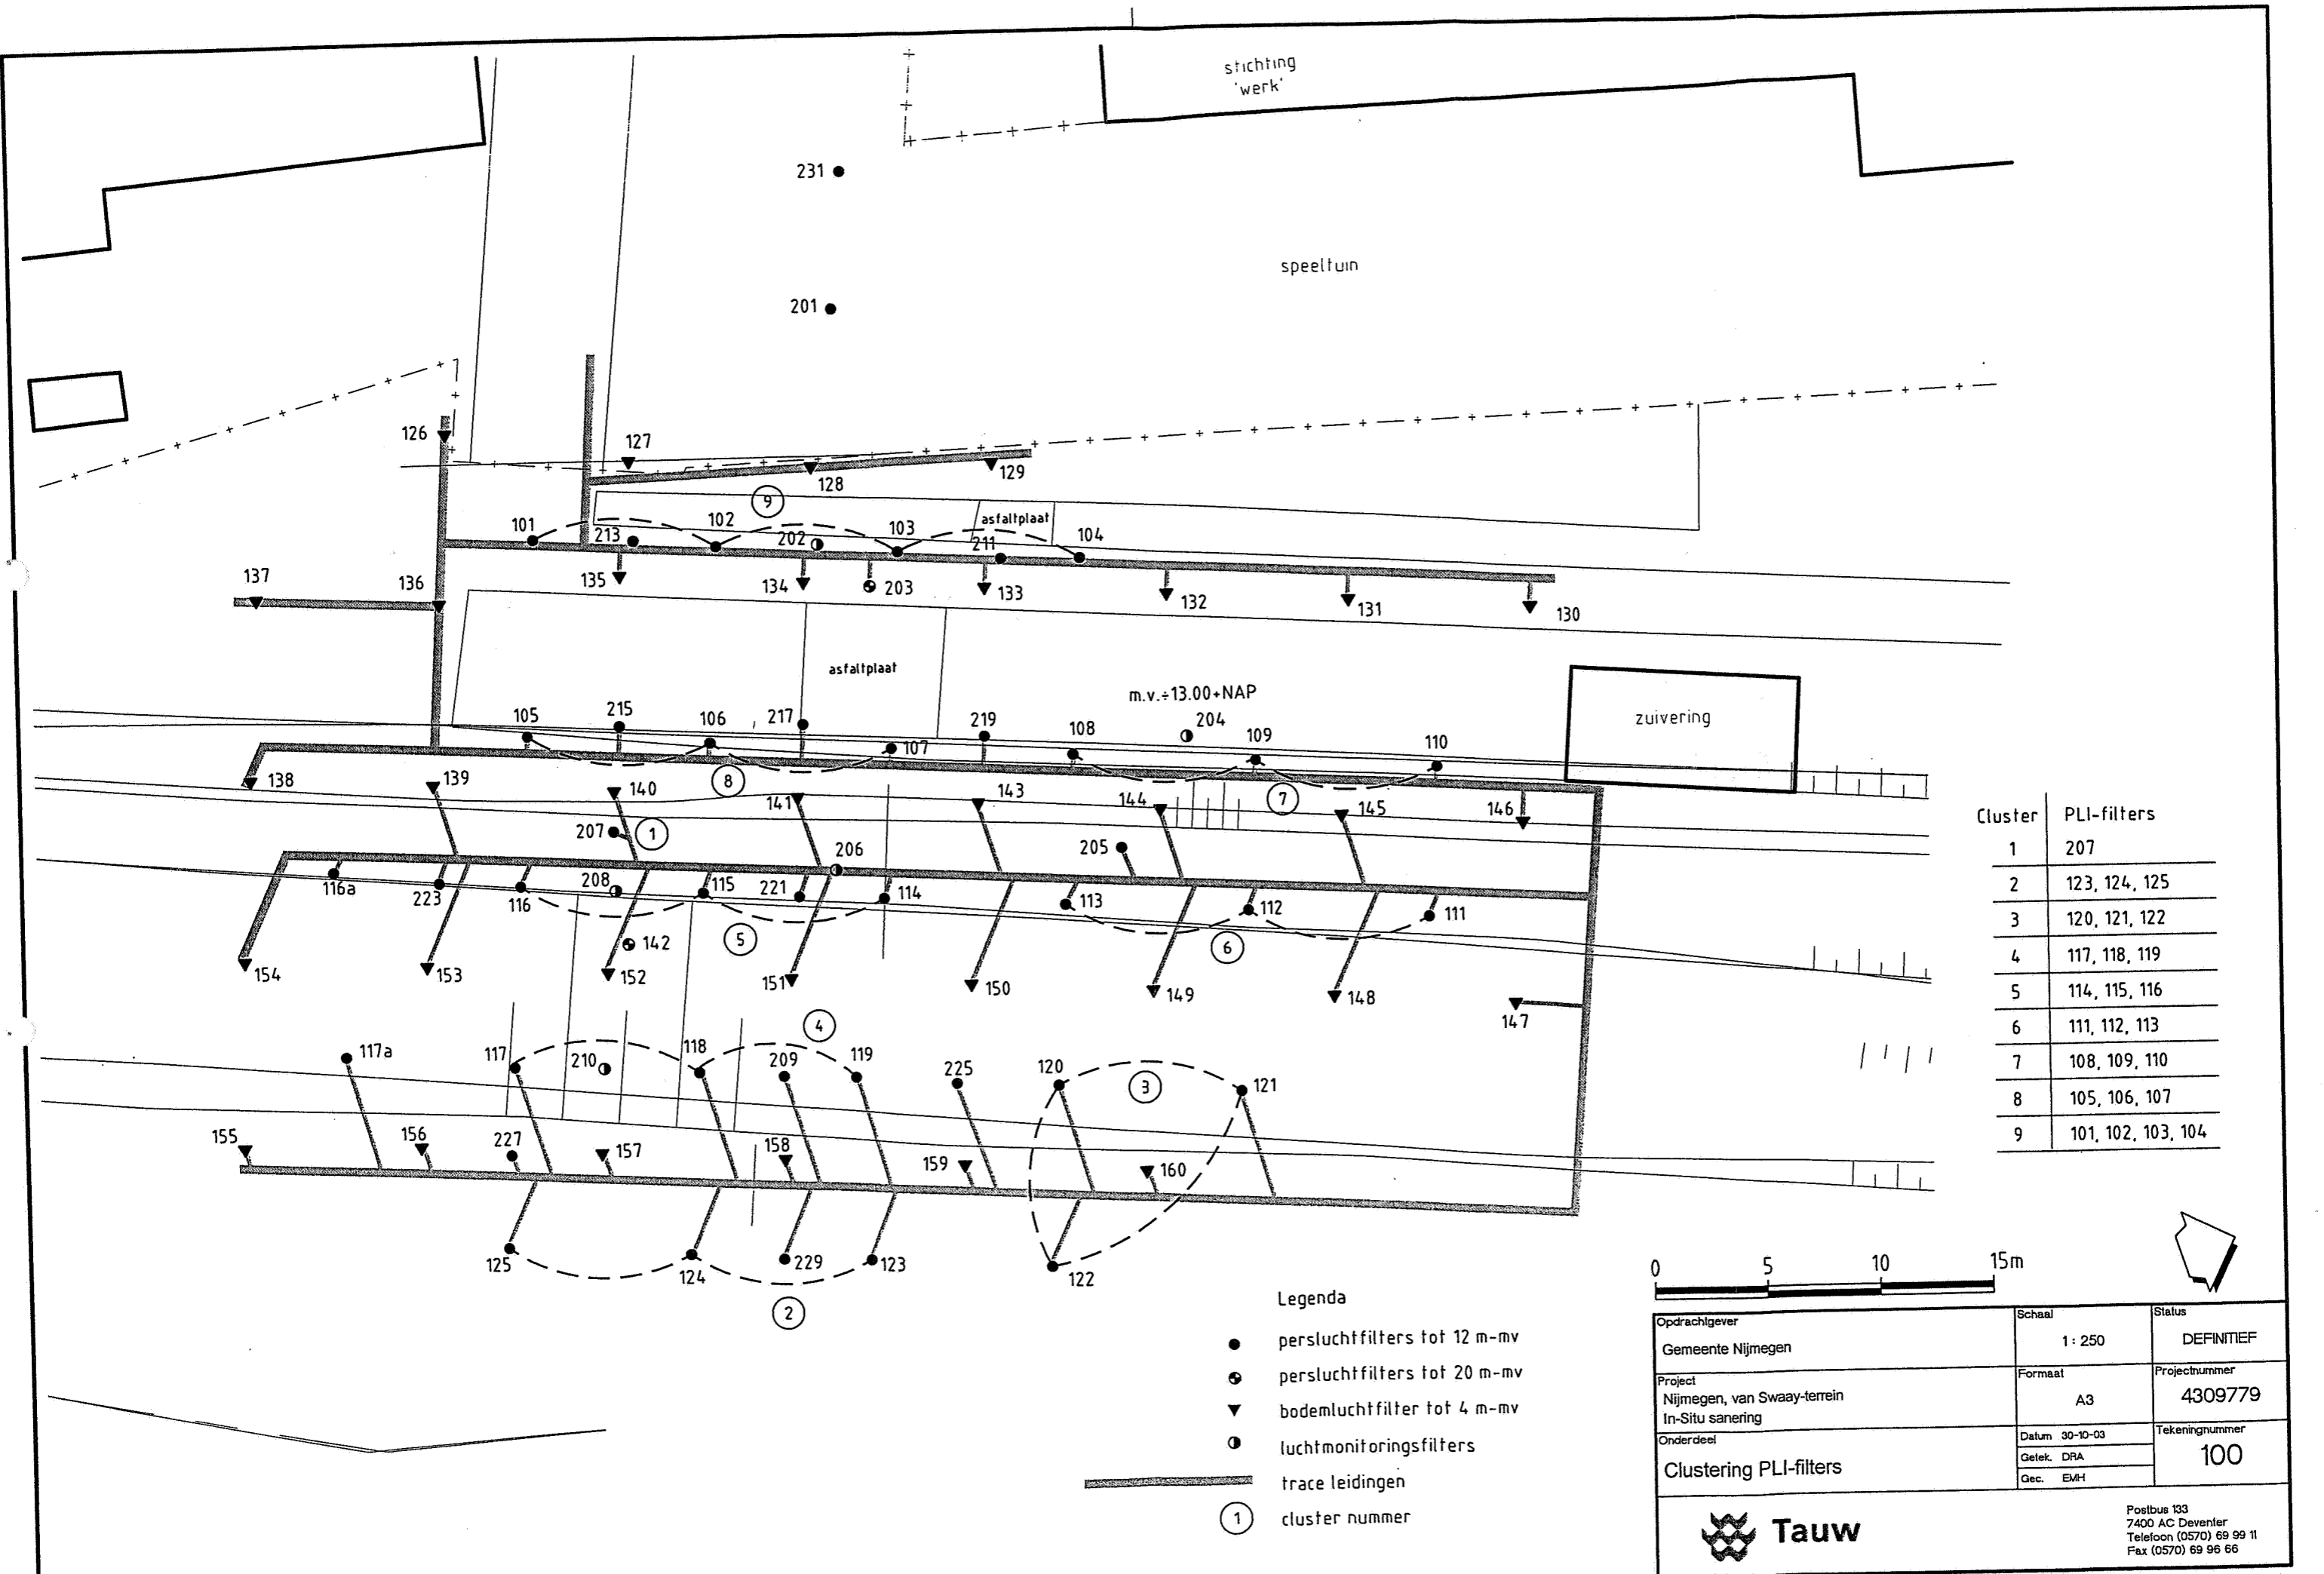 stichting
'werk'
231
speeltuin
201
126
127
128
129
9
asfaltplaat
101
213
102
202
103
211
104
137
136
135
134
203
133
132
131
130
asfaltplaat
m.v.÷13.00+NAP
zuivering
105
215
106
217
219
108
204
109
110
107
138
139
8
140
141
143
144
7
145
146
207
1
206
205
116a
223
116
208
115
221
114
113
112
111
142
5
6
154
153
152
151
150
149
148
147
4
117a
117
210
118
209
119
225
120
3
121
155
156
227
157
158
159
160
125
124
229
123
122
2
Cluster PLI-filters
1 207
2 123, 124, 125
3 120, 121, 122
4 117, 118, 119
5 114, 115, 116
6 111, 112, 113
7 108, 109, 110
8 105, 106, 107
9 101, 102, 103, 104
0 5 10 15m
Legenda
persluchtfilters tot 12 m-mv
persluchtfilters tot 20 m-mv
bodemluchtfilter tot 4 m-mv
luchtmonitoringsfilters
trace leidingen
1 cluster nummer
Opdrachtgever
Gemeente Nijmegen
Schaal
1: 250
Status
DEFINITIEF
Project
Nijmegen, van Swaay-terrein
In-Situ sanering
Formaat
A3
Projectnummer
4309779
Onderdeel
Clustering PLI-filters
Datum 30-10-03
Getek. DRA
Gec. EMH
Tekeningnummer
100
Tauw
Postbus 133
7400 AC Deventer
Telefoon (0570) 69 99 11
Fax (0570) 69 96 66